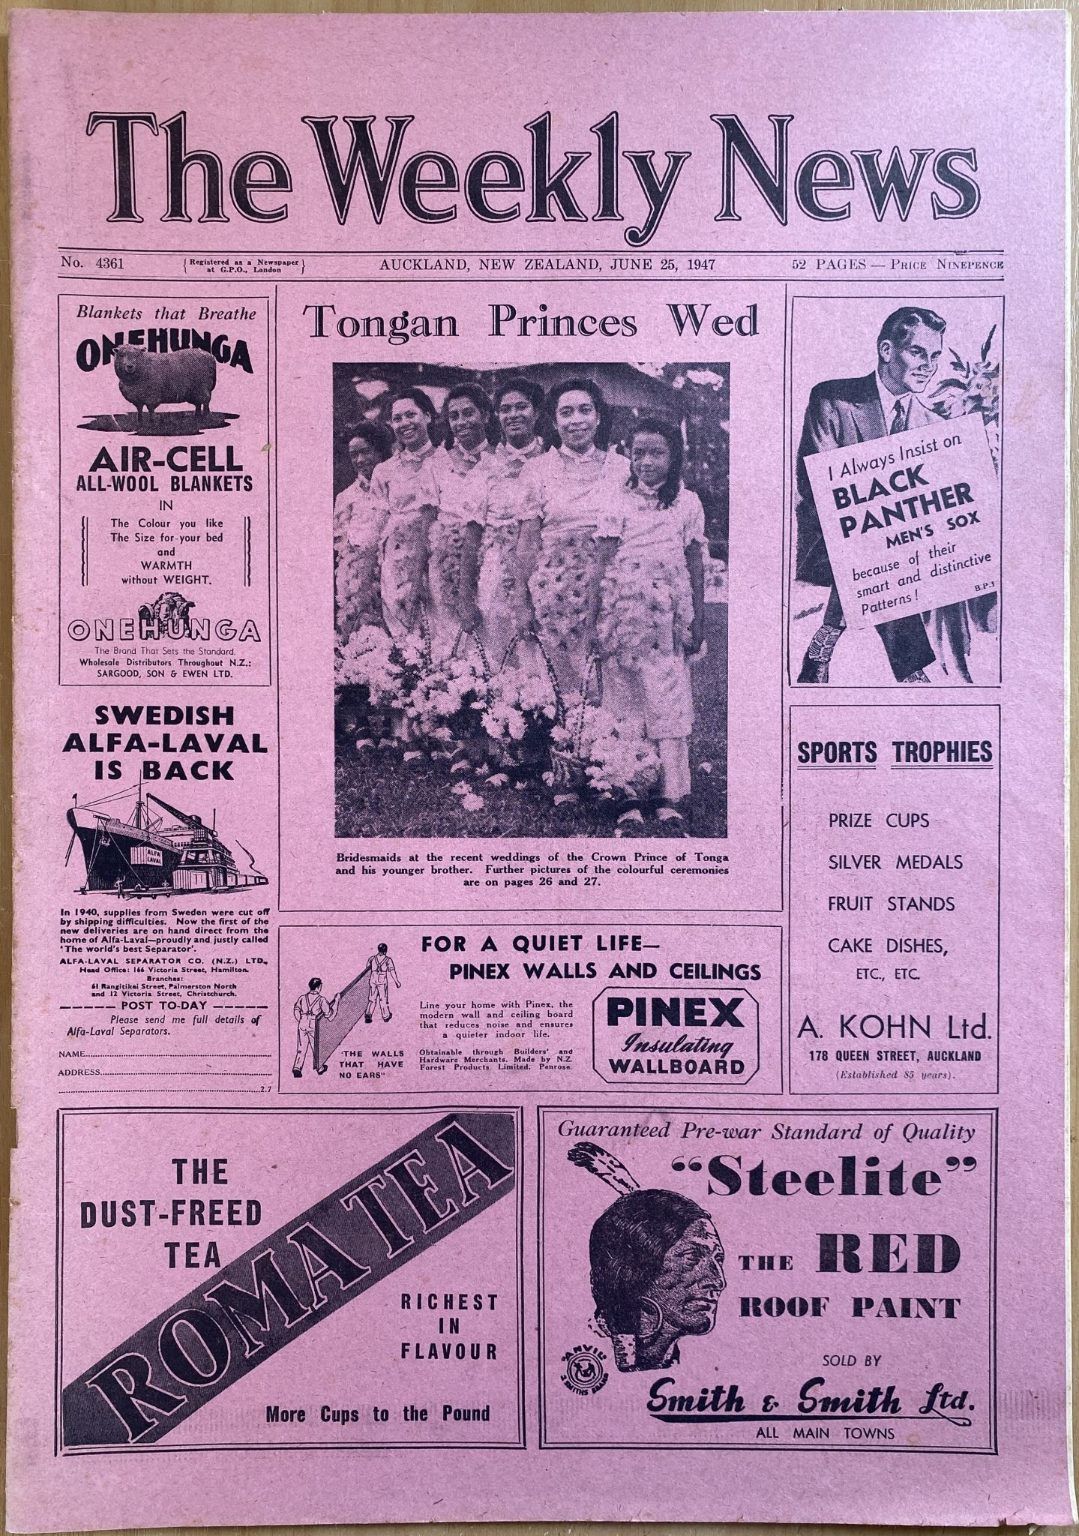 The Weekly News
No. 4361
{ Registered as a Newspaper
at G.P.O., London }
AUCKLAND, NEW ZEALAND, JUNE 25, 1947
52 PAGES — PRICE NINEPENCE
Blankets that Breathe
ONEHUNGA
AIR-CELL
ALL-WOOL BLANKETS
IN
The Colour you like
The Size for your bed
and
WARMTH
without WEIGHT.
ONEHUNGA
The Brand That Sets the Standard.
Wholesale Distributors Throughout N.Z.:
SARGOOD, SON & EWEN LTD.
SWEDISH
ALFA-LAVAL
IS BACK
ALFA
LAVAL
In 1940, supplies from Sweden were cut off
by shipping difficulties. Now the first of the
new deliveries are on hand direct from the
home of Alfa-Laval—proudly and justly called
'The world's best Separator'.
ALFA-LAVAL SEPARATOR CO. (N.Z.) LTD.,
Head Office: 166 Victoria Street, Hamilton.
Branches:
61 Rangitikei Street, Palmerston North
and 12 Victoria Street, Christchurch.
—— POST TO-DAY ——
Please send me full details of
Alfa-Laval Separators.
NAME
ADDRESS
2.7
Tongan Princes Wed
Bridesmaids at the recent weddings of the Crown Prince of Tonga
and his younger brother. Further pictures of the colourful ceremonies
are on pages 26 and 27.
FOR A QUIET LIFE—
PINEX WALLS AND CEILINGS
Line your home with Pinex, the
modern wall and ceiling board
that reduces noise and ensures
a quieter indoor life.
"THE WALLS
THAT HAVE
NO EARS"
Obtainable through Builders' and
Hardware Merchants. Made by N.Z.
Forest Products Limited, Penrose.
PINEX
Insulating
WALLBOARD
I Always Insist on
BLACK
PANTHER
MEN'S SOX
because of their
smart and distinctive
Patterns!
B.P.1
SPORTS TROPHIES
PRIZE CUPS
SILVER MEDALS
FRUIT STANDS
CAKE DISHES,
ETC., ETC.
A. KOHN Ltd.
178 QUEEN STREET, AUCKLAND
(Established 85 years).
THE
DUST-FREED
TEA
ROMA TEA
RICHEST
IN
FLAVOUR
More Cups to the Pound
Guaranteed Pre-war Standard of Quality
"Steelite"
THE RED
ROOF PAINT
"ANVIL"
SOLD BY
Smith & Smith Ltd.
ALL MAIN TOWNS